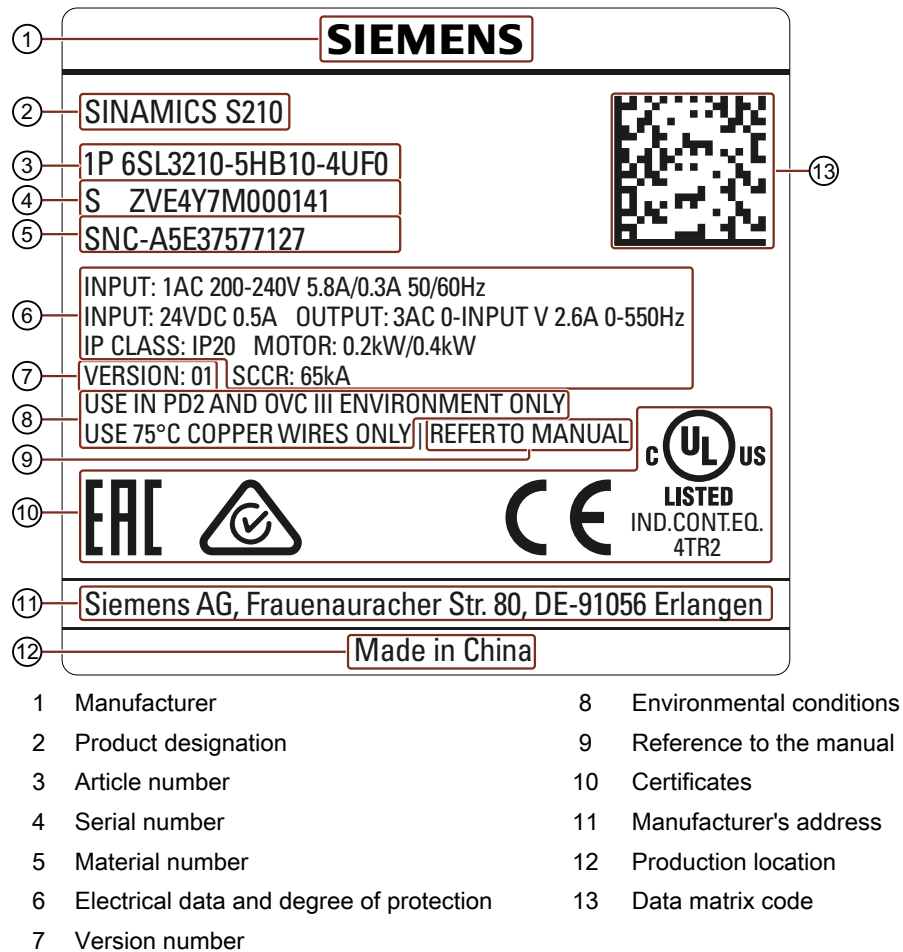 ① SIEMENS
② SINAMICS S210
③ 1P 6SL3210-5HB10-4UF0
④ S ZVE4Y7M000141
⑤ SNC-A5E37577127
⑬
INPUT: 1AC 200-240V 5.8A/0.3A 50/60Hz
⑥ INPUT: 24VDC 0.5A OUTPUT: 3AC 0-INPUT V 2.6A 0-550Hz
IP CLASS: IP20 MOTOR: 0.2kW/0.4kW
⑦ VERSION: 01 SCCR: 65kA
⑧ USE IN PD2 AND OVC III ENVIRONMENT ONLY
USE 75°C COPPER WIRES ONLY | REFER TO MANUAL
⑨
⑩ EAC CE
C UL US
LISTED
IND.CONT.EQ.
4TR2
⑪ Siemens AG, Frauenauracher Str. 80, DE-91056 Erlangen
⑫ Made in China
1 Manufacturer
2 Product designation
3 Article number
4 Serial number
5 Material number
6 Electrical data and degree of protection
7 Version number
8 Environmental conditions
9 Reference to the manual
10 Certificates
11 Manufacturer's address
12 Production location
13 Data matrix code